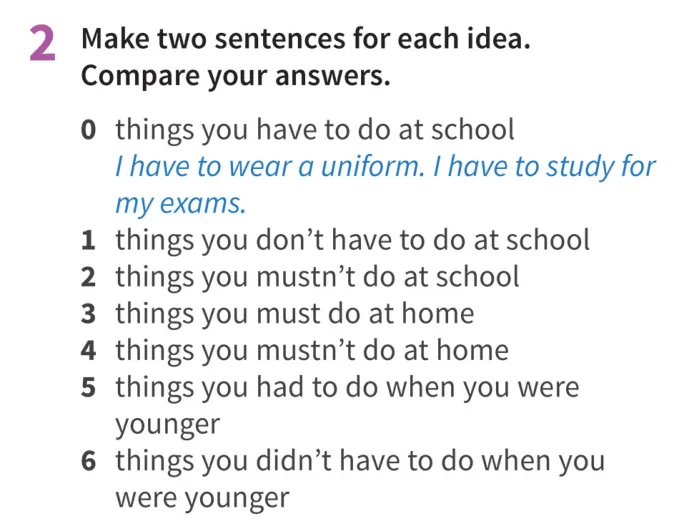 2 Make two sentences for each idea.
Compare your answers.
0 things you have to do at school
I have to wear a uniform. I have to study for
my exams.
1 things you don’t have to do at school
2 things you mustn’t do at school
3 things you must do at home
4 things you mustn’t do at home
5 things you had to do when you were
younger
6 things you didn’t have to do when you
were younger